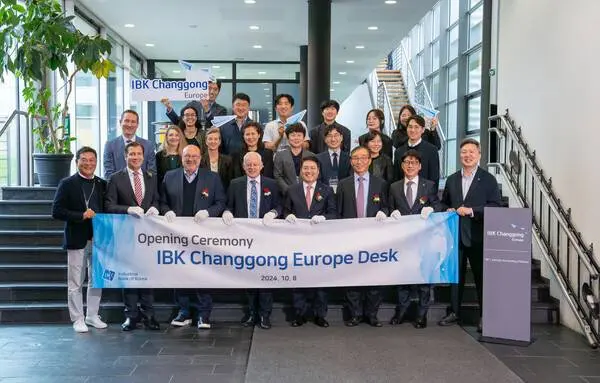 IBK Changgong
Europe
Opening Ceremony
IBK Changgong Europe Desk
Industrial
Bank of Korea
2024. 10. 8
IBK Changgong
Europe